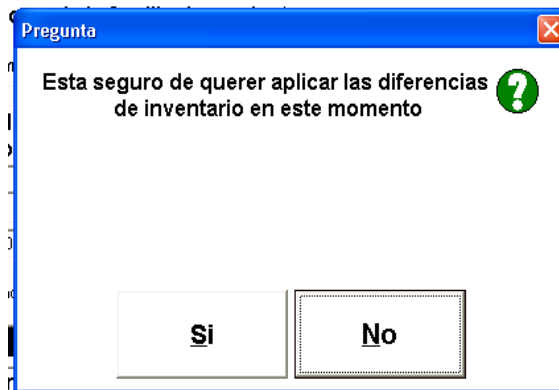 Pregunta
Esta seguro de querer aplicar las diferencias
de inventario en este momento
Si
No